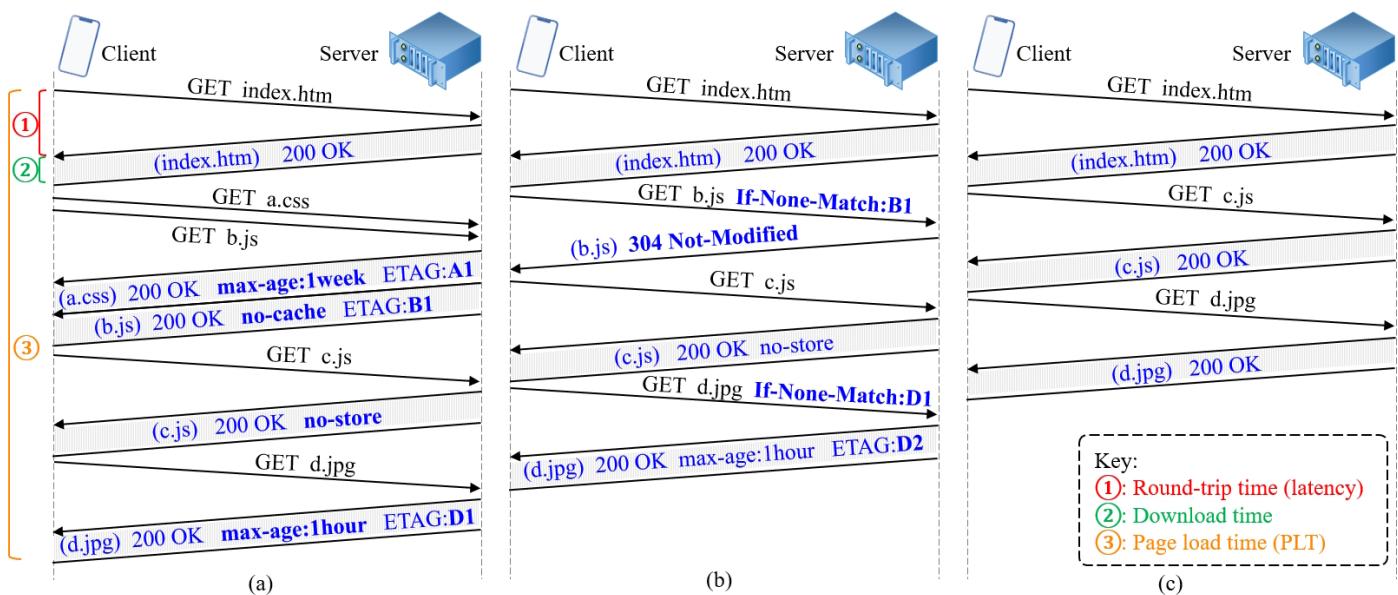 Client
Server
GET index.htm
①
(index.htm) 200 OK
②
GET a.css
GET b.js
(a.css) 200 OK max-age:1week ETAG:A1
(b.js) 200 OK no-cache ETAG:B1
③
GET c.js
(c.js) 200 OK no-store
GET d.jpg
(d.jpg) 200 OK max-age:1hour ETAG:D1
(a)
Client
Server
GET index.htm
(index.htm) 200 OK
GET b.js If-None-Match:B1
(b.js) 304 Not-Modified
GET c.js
(c.js) 200 OK no-store
GET d.jpg If-None-Match:D1
(d.jpg) 200 OK max-age:1hour ETAG:D2
(b)
Client
Server
GET index.htm
(index.htm) 200 OK
GET c.js
(c.js) 200 OK
GET d.jpg
(d.jpg) 200 OK
Key:
①: Round-trip time (latency)
②: Download time
③: Page load time (PLT)
(c)